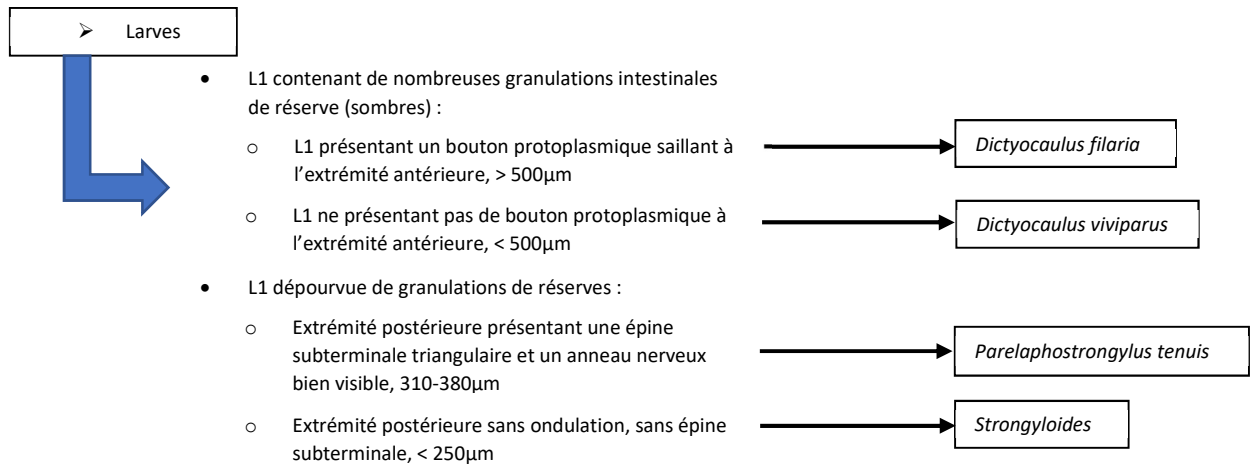 ➢ Larves
• L1 contenant de nombreuses granulations intestinales
de réserve (sombres) :
o L1 présentant un bouton protoplasmique saillant à
l’extrémité antérieure, > 500µm
Dictyocaulus filaria
o L1 ne présentant pas de bouton protoplasmique à
l’extrémité antérieure, < 500µm
Dictyocaulus viviparus
• L1 dépourvue de granulations de réserves :
o Extrémité postérieure présentant une épine
subterminale triangulaire et un anneau nerveux
bien visible, 310-380µm
Parelaphostrongylus tenuis
o Extrémité postérieure sans ondulation, sans épine
subterminale, < 250µm
Strongyloides